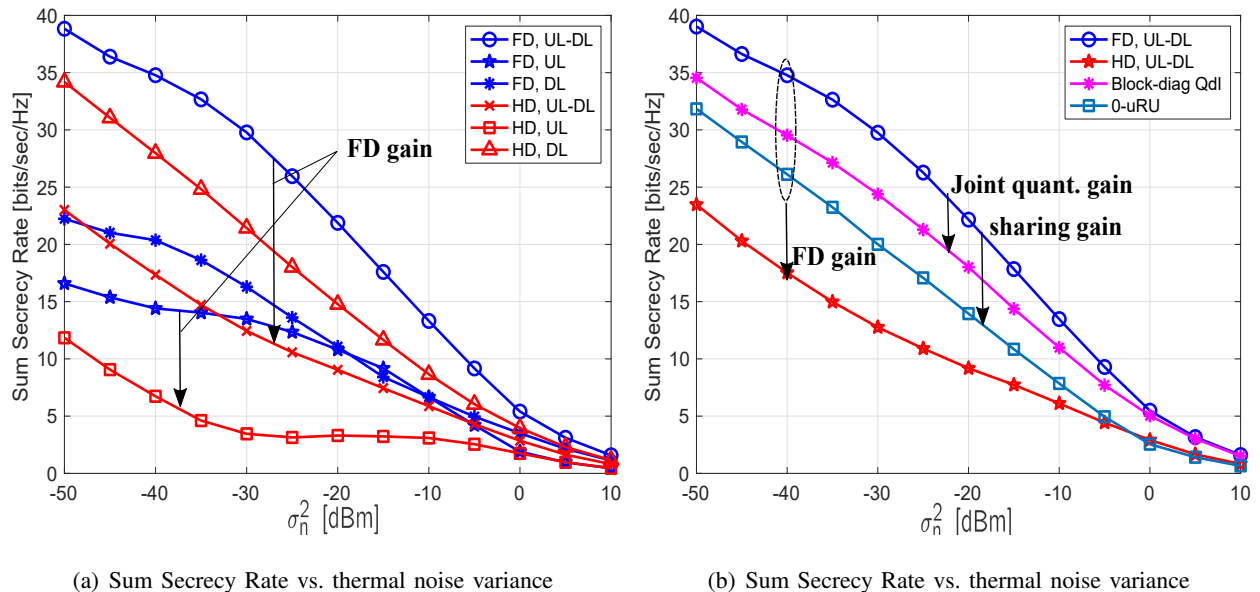 Sum Secrecy Rate [bits/sec/Hz]
40
35
30
25
20
15
10
5
0
-50
-40
-30
-20
-10
0
10
σ_n^2 [dBm]
FD, UL-DL
FD, UL
FD, DL
HD, UL-DL
HD, UL
HD, DL
FD gain
(a) Sum Secrecy Rate vs. thermal noise variance
Sum Secrecy Rate [bits/sec/Hz]
40
35
30
25
20
15
10
5
0
-50
-40
-30
-20
-10
0
10
σ_n^2 [dBm]
FD, UL-DL
HD, UL-DL
Block-diag Qdl
0-uRU
Joint quant. gain
sharing gain
FD gain
(b) Sum Secrecy Rate vs. thermal noise variance